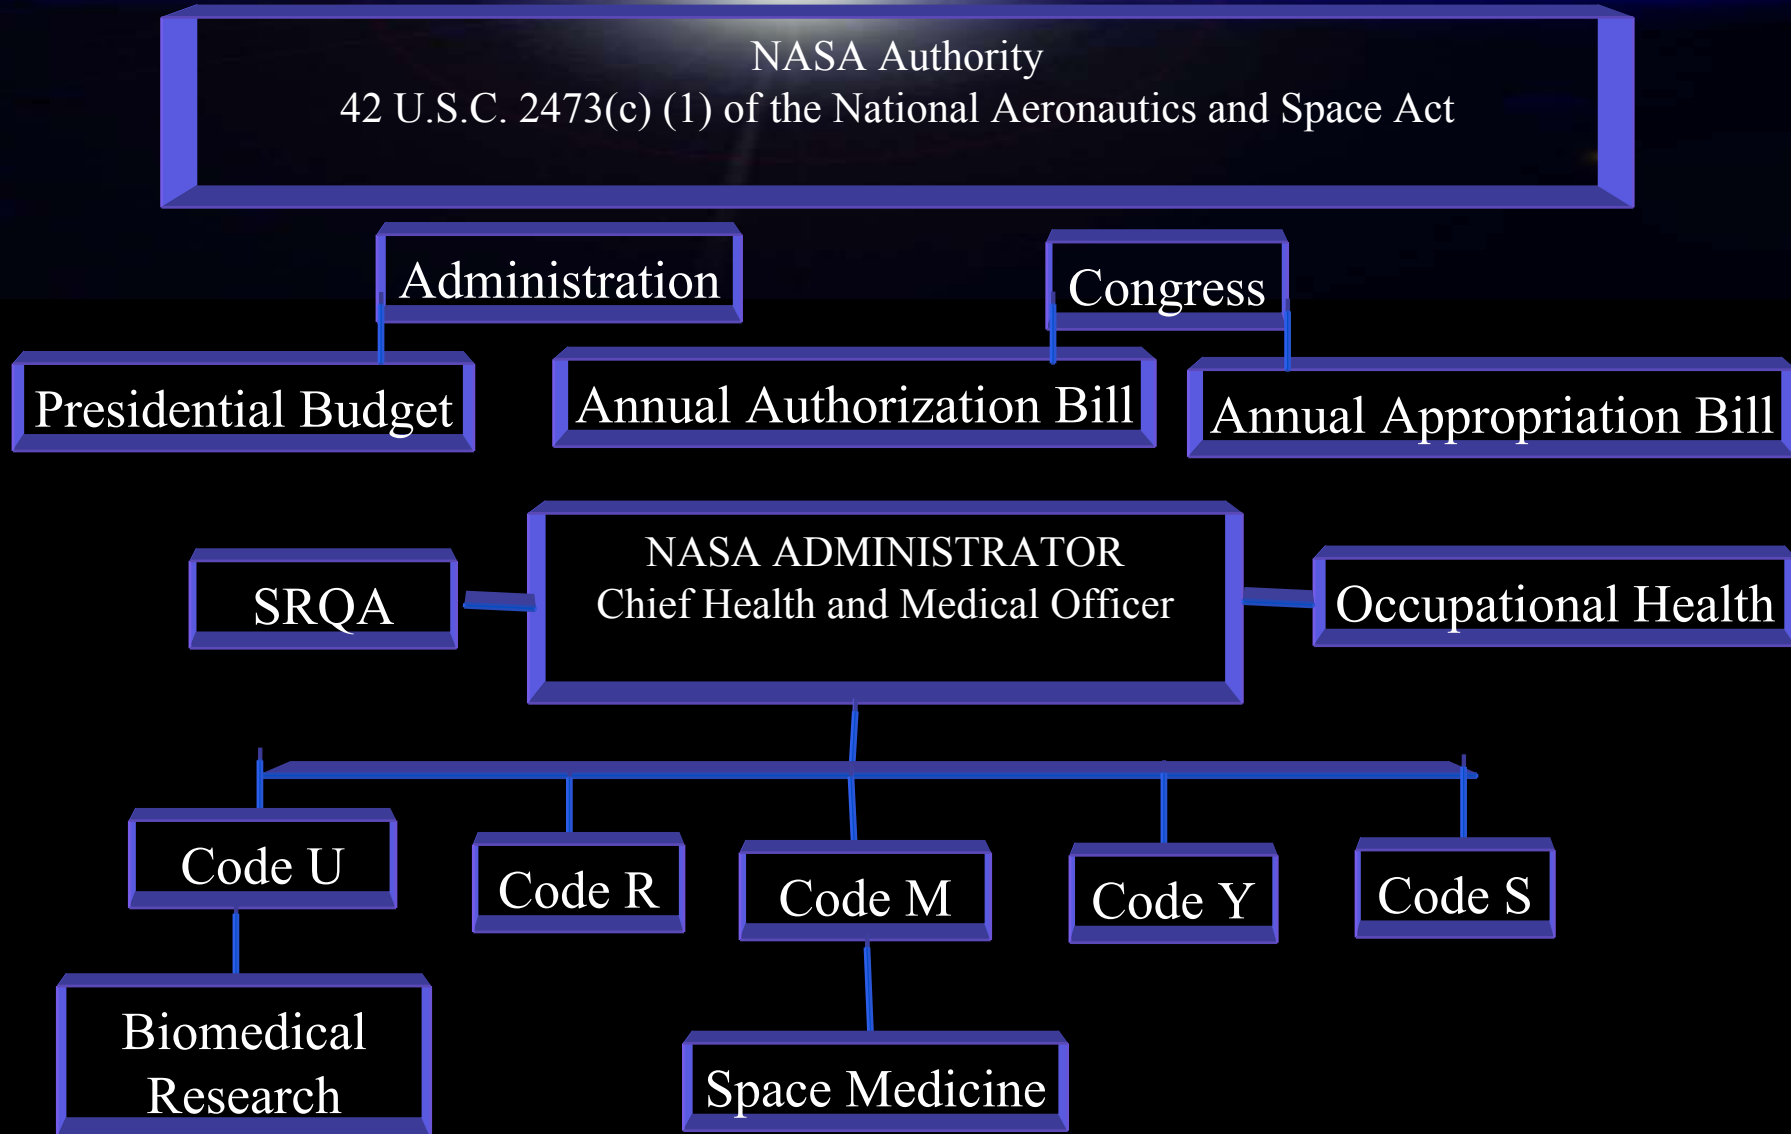 NASA Authority
42 U.S.C. 2473(c) (1) of the National Aeronautics and Space Act
Administration
Congress
Presidential Budget
Annual Authorization Bill
Annual Appropriation Bill
SRQA
NASA ADMINISTRATOR
Chief Health and Medical Officer
Occupational Health
Code U
Code R
Code M
Code Y
Code S
Biomedical
Research
Space Medicine